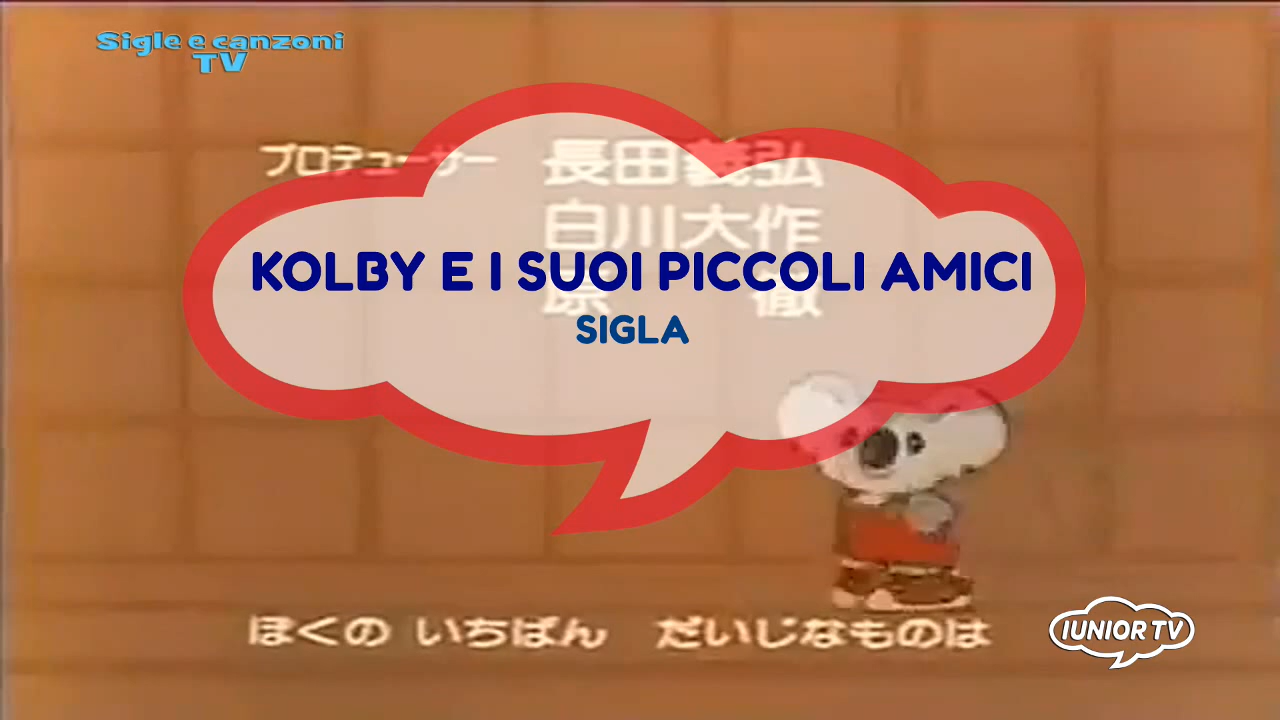 Sigle e canzoni
TV
プロデューサー 長田義弘
白川大作
原 徹
KOLBY E I SUOI PICCOLI AMICI
SIGLA
ほくの いちばん だいじなものは
IUNIOR TV